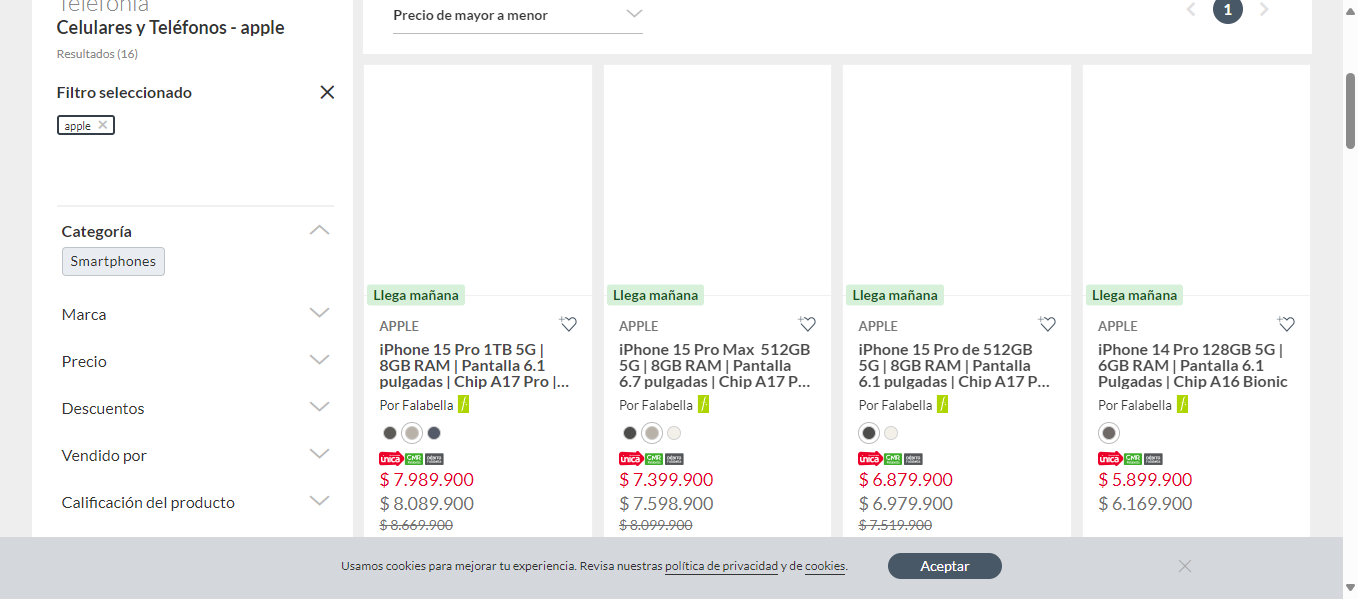 Telefonía
Celulares y Teléfonos - apple
Resultados (16)
Filtro seleccionado
apple
Categoría
Smartphones
Marca
Precio
Descuentos
Vendido por
Calificación del producto
Precio de mayor a menor
1
Llega mañana
APPLE
iPhone 15 Pro 1TB 5G |
8GB RAM | Pantalla 6.1
pulgadas | Chip A17 Pro |...
Por Falabella
unica CMR
$ 7.989.900
$ 8.089.900
$ 8.669.900
Llega mañana
APPLE
iPhone 15 Pro Max 512GB
5G | 8GB RAM | Pantalla
6.7 pulgadas | Chip A17 P...
Por Falabella
unica CMR
$ 7.399.900
$ 7.598.900
$ 8.099.900
Llega mañana
APPLE
iPhone 15 Pro de 512GB
5G | 8GB RAM | Pantalla
6.1 pulgadas | Chip A17 P...
Por Falabella
unica CMR
$ 6.879.900
$ 6.979.900
$ 7.519.900
Llega mañana
APPLE
iPhone 14 Pro 128GB 5G |
6GB RAM | Pantalla 6.1
Pulgadas | Chip A16 Bionic
Por Falabella
unica CMR
$ 5.899.900
$ 6.169.900
Usamos cookies para mejorar tu experiencia. Revisa nuestras política de privacidad y de cookies.
Aceptar